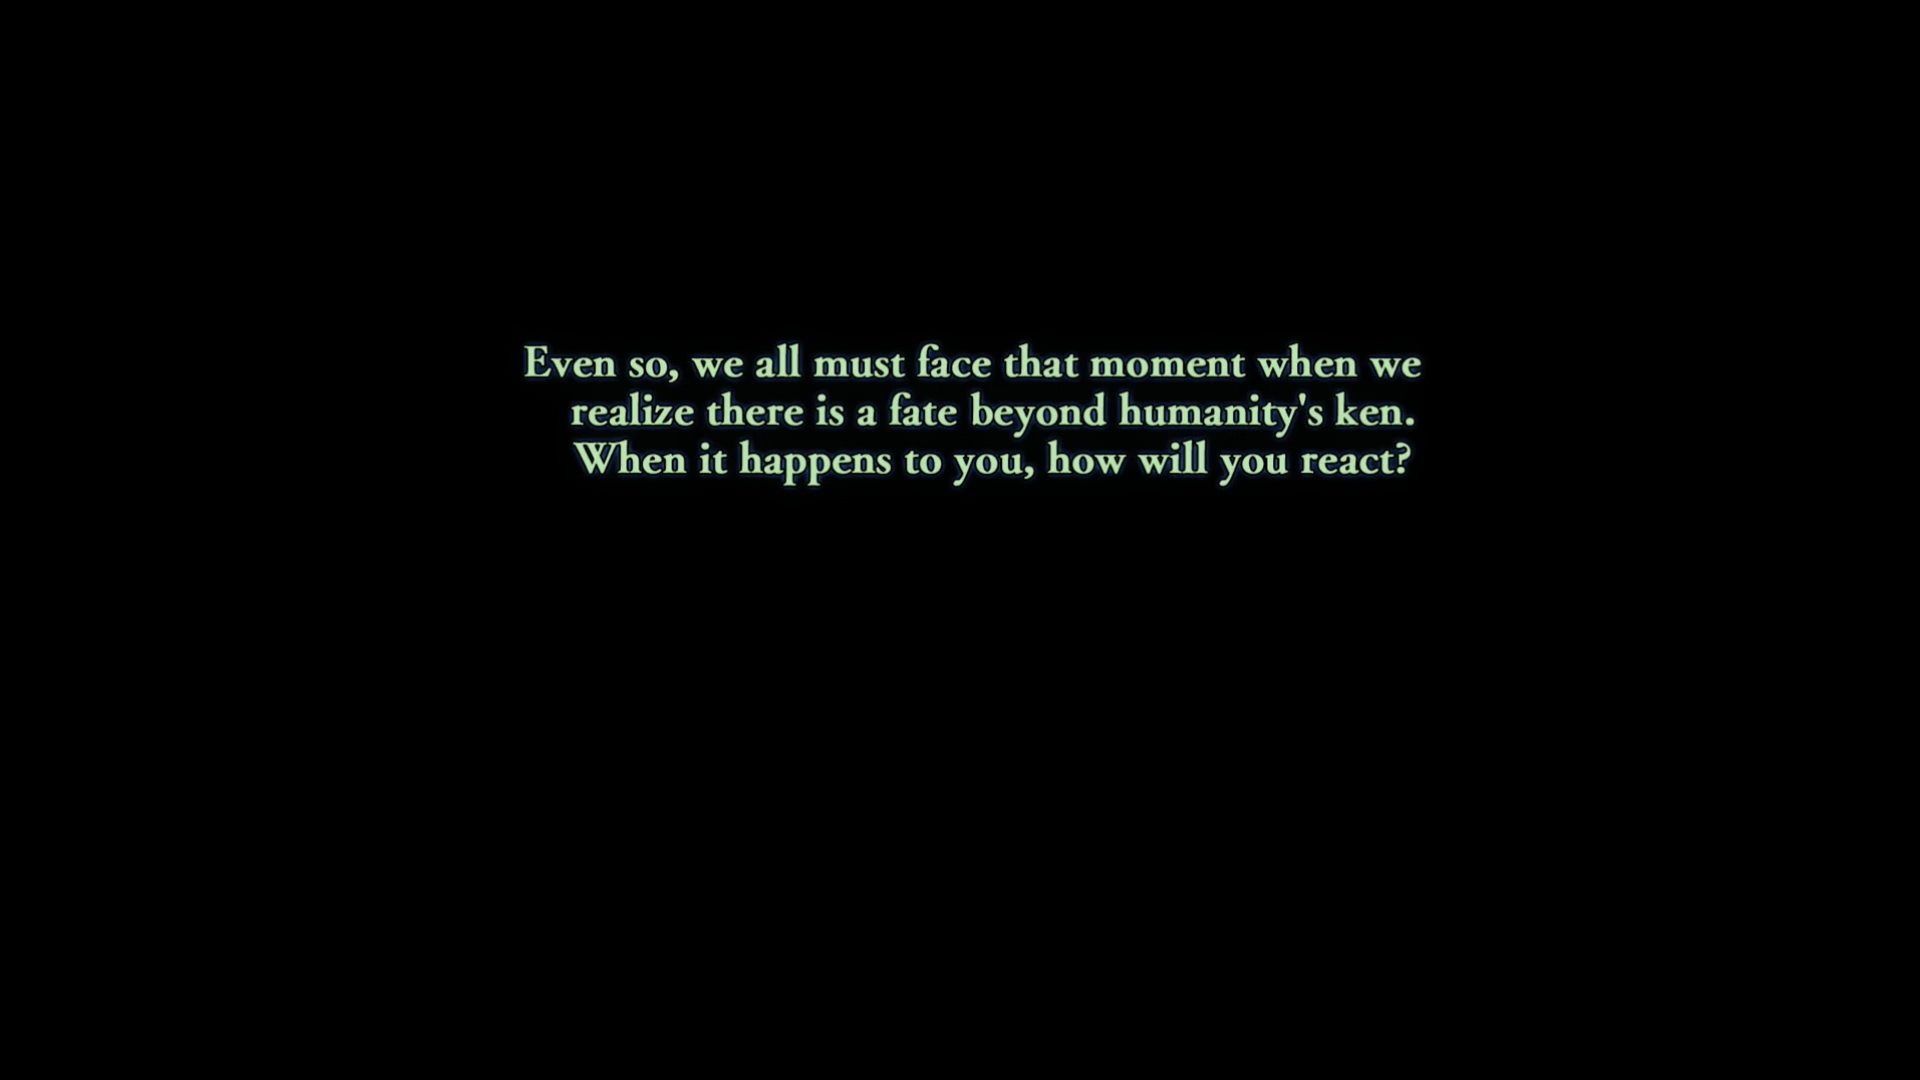 Even so, we all must face that moment when we
realize there is a fate beyond humanity's ken.
When it happens to you, how will you react?